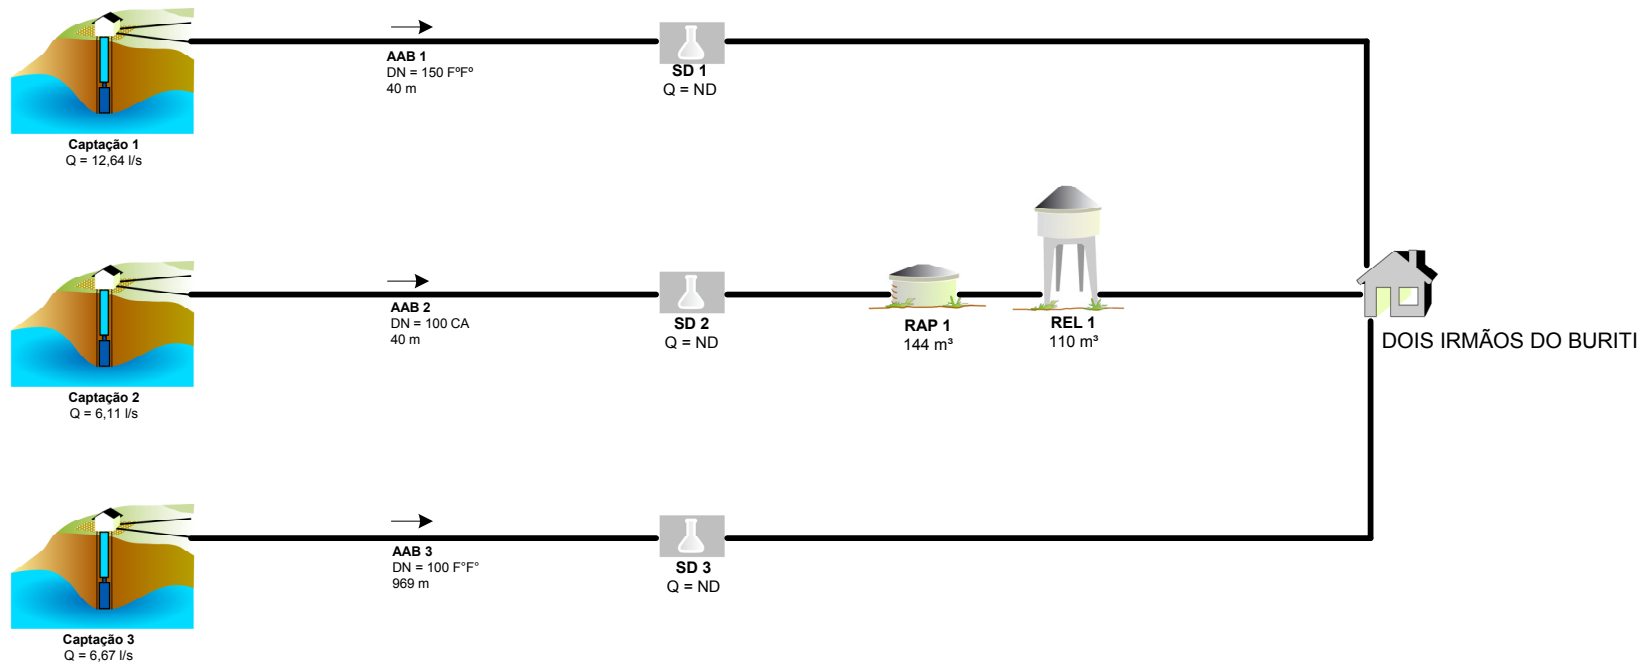 AAB 1
DN = 150 FºFº
40 m
SD 1
Q = ND
Captação 1
Q = 12,64 l/s
AAB 2
DN = 100 CA
40 m
SD 2
Q = ND
RAP 1
144 m³
REL 1
110 m³
DOIS IRMÃOS DO BURITI
Captação 2
Q = 6,11 l/s
AAB 3
DN = 100 F°F°
969 m
SD 3
Q = ND
Captação 3
Q = 6,67 l/s